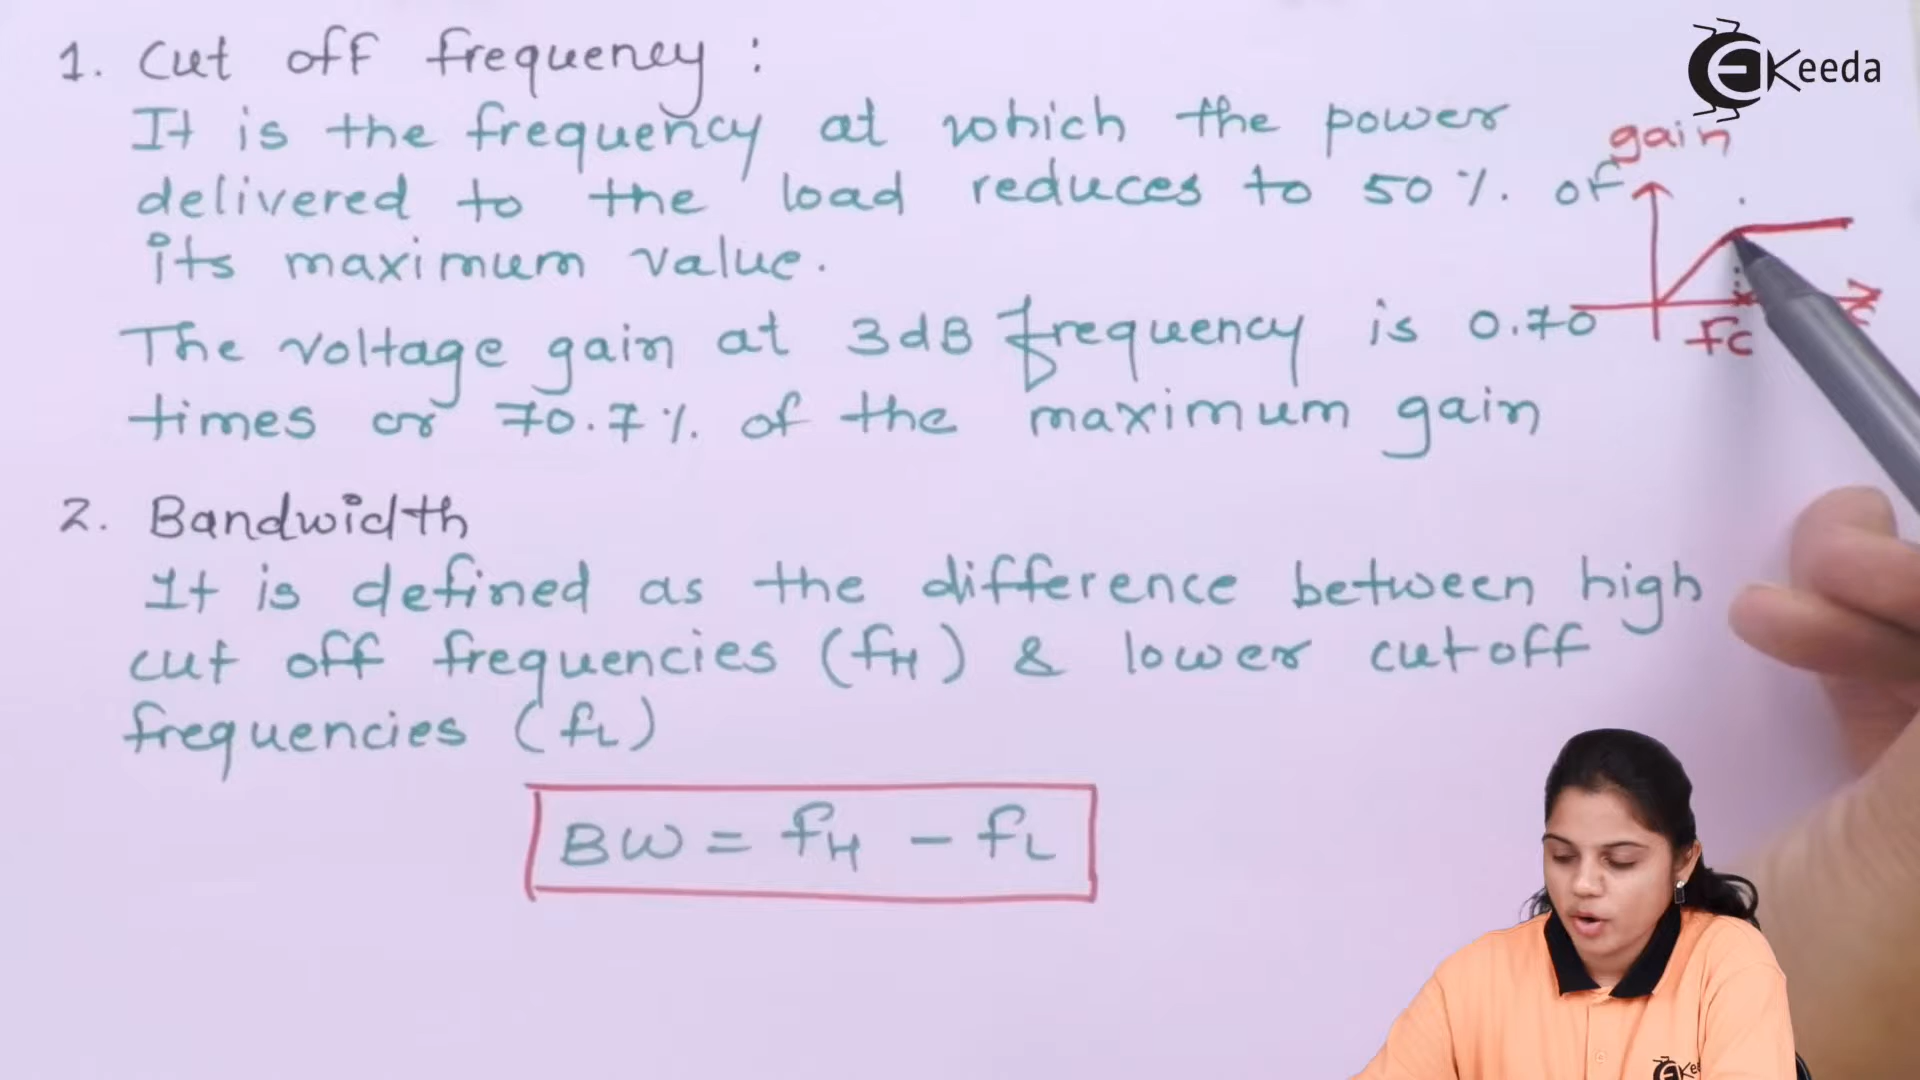 1. Cut off frequency :
It is the frequency at which the power
delivered to the load reduces to 50 %. of
its maximum value.
The voltage gain at 3dB frequency is 0.70
times or 70.7 %. of the maximum gain
2. Bandwidth
It is defined as the difference between high
cut off frequencies (fH) & lower cutoff
frequencies (fL)
BW = fH - fL
EKeeda
gain
fc